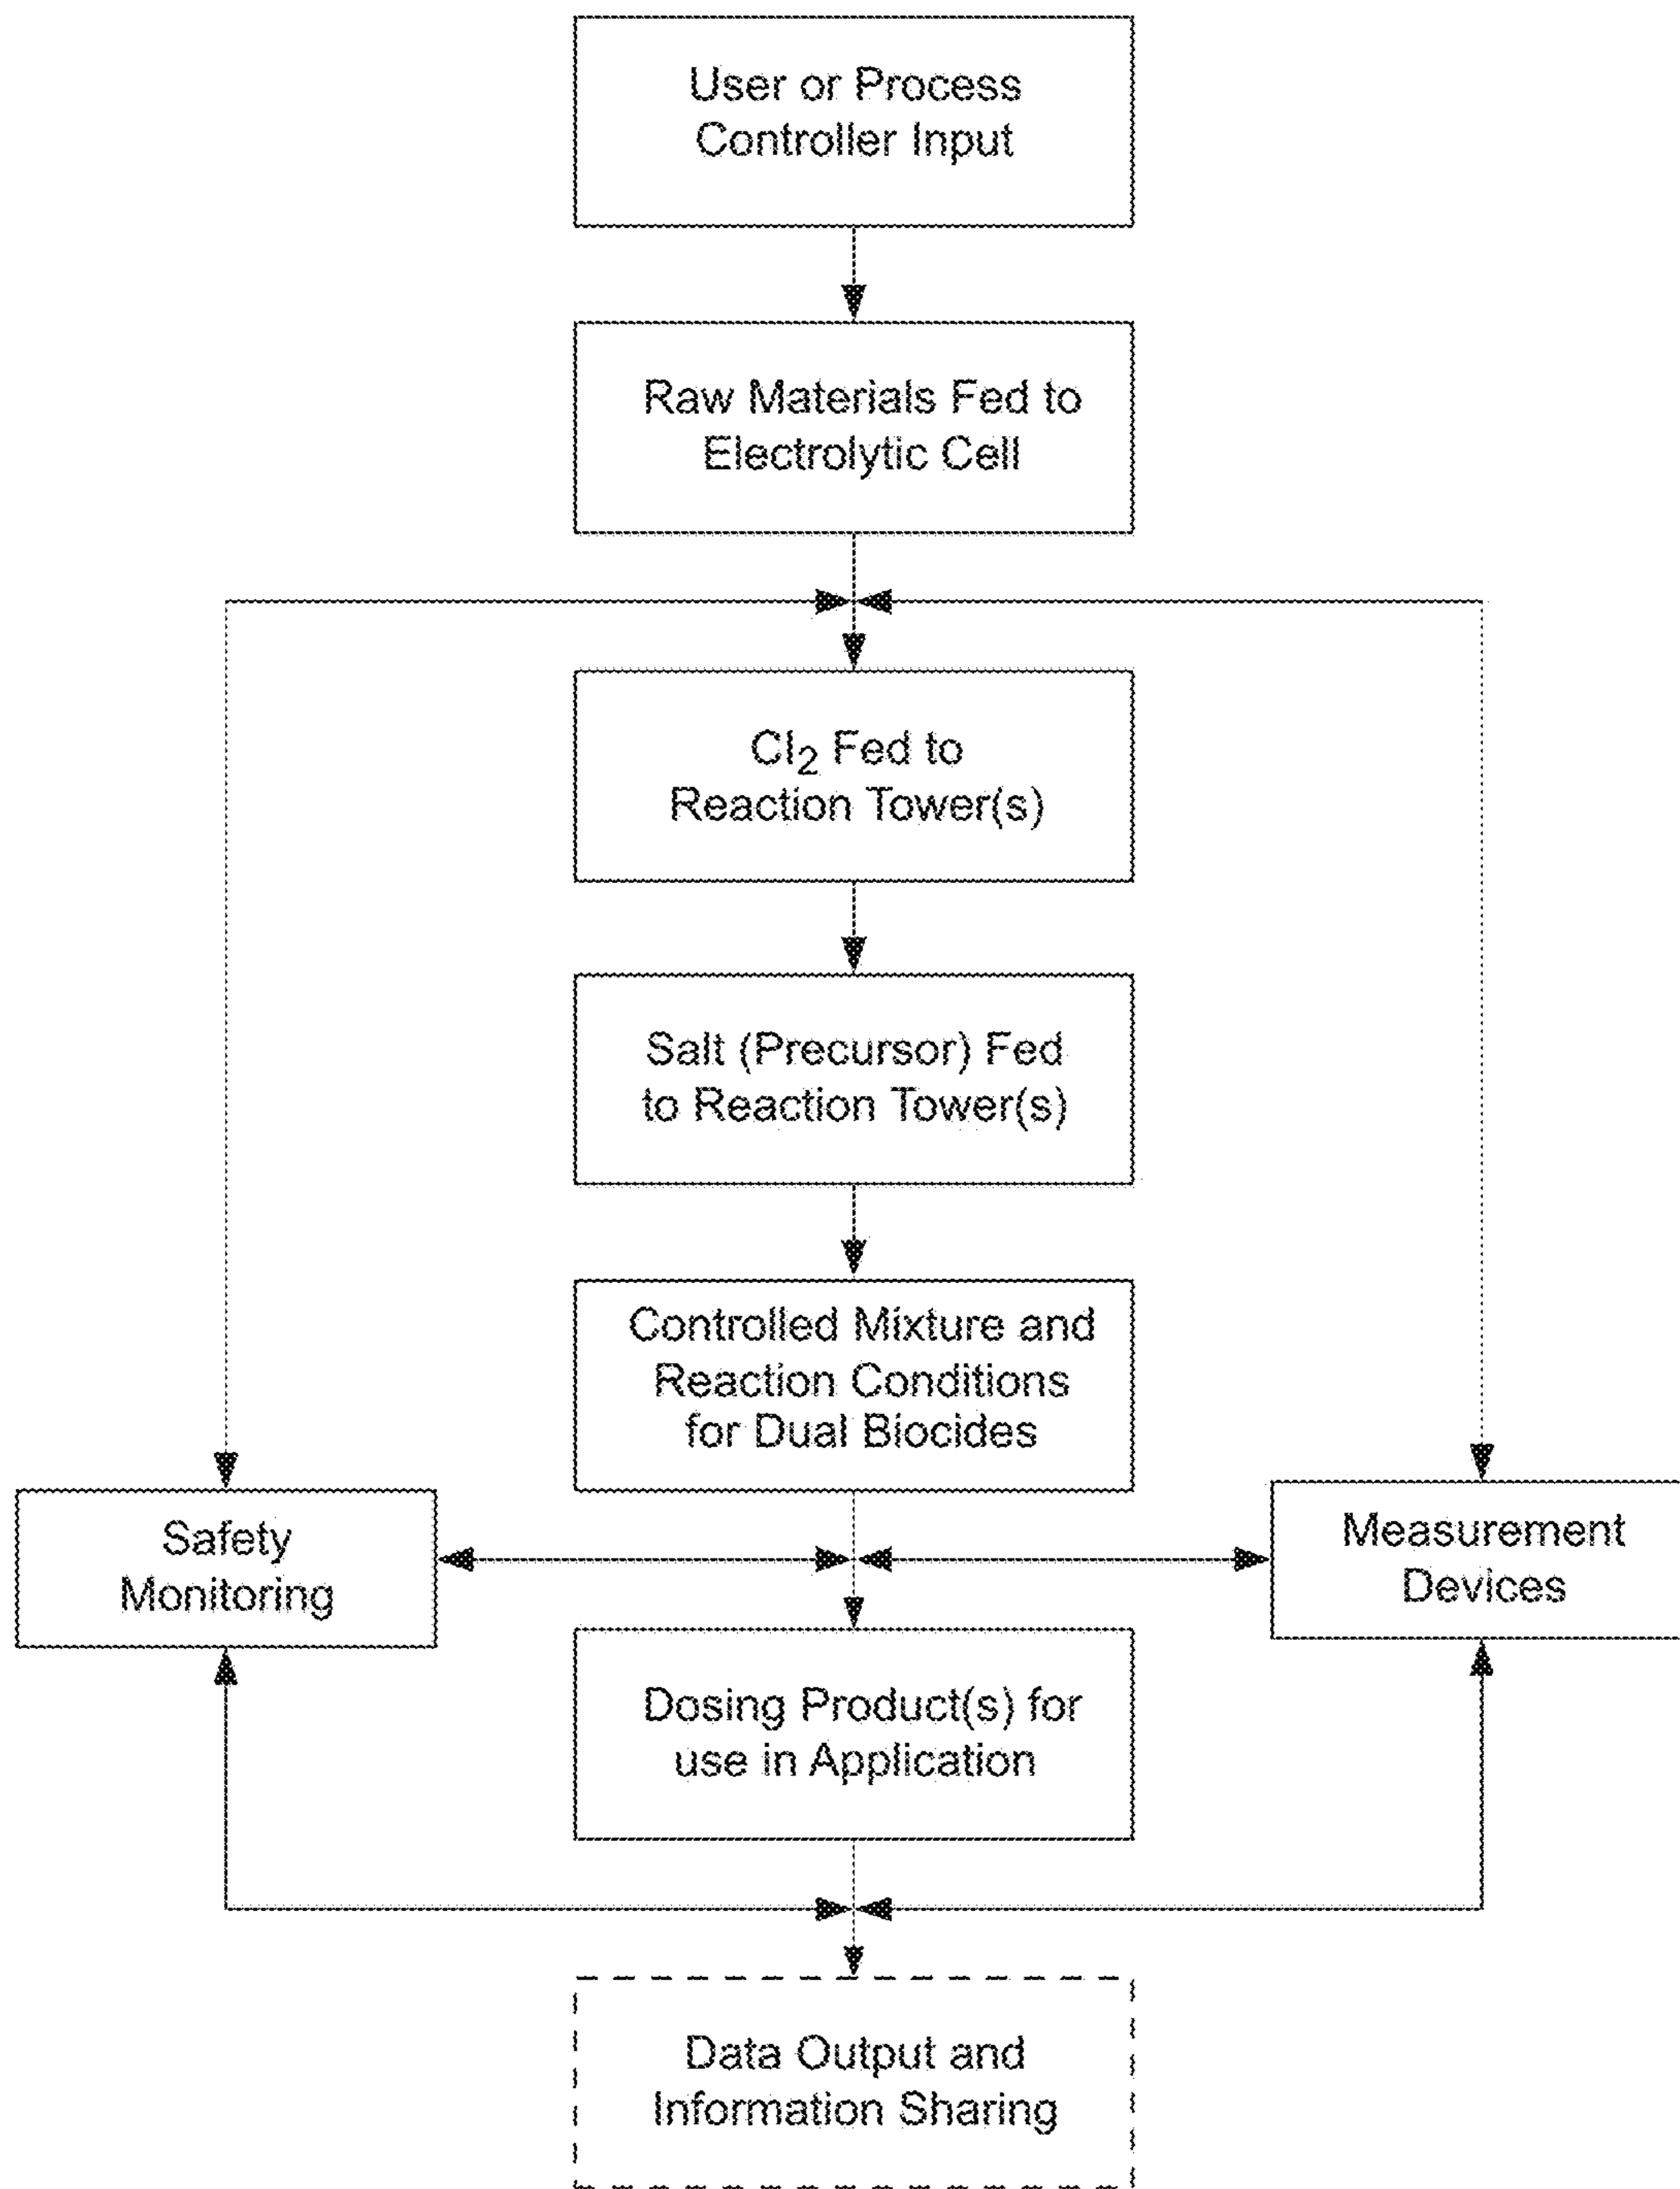 User or Process
Controller Input
Raw Materials Fed to
Electrolytic Cell
Cl₂ Fed to
Reaction Tower(s)
Salt (Precursor) Fed
to Reaction Tower(s)
Controlled Mixture and
Reaction Conditions
for Dual Biocides
Safety
Monitoring
Measurement
Devices
Dosing Product(s) for
use in Application
Data Output and
Information Sharing